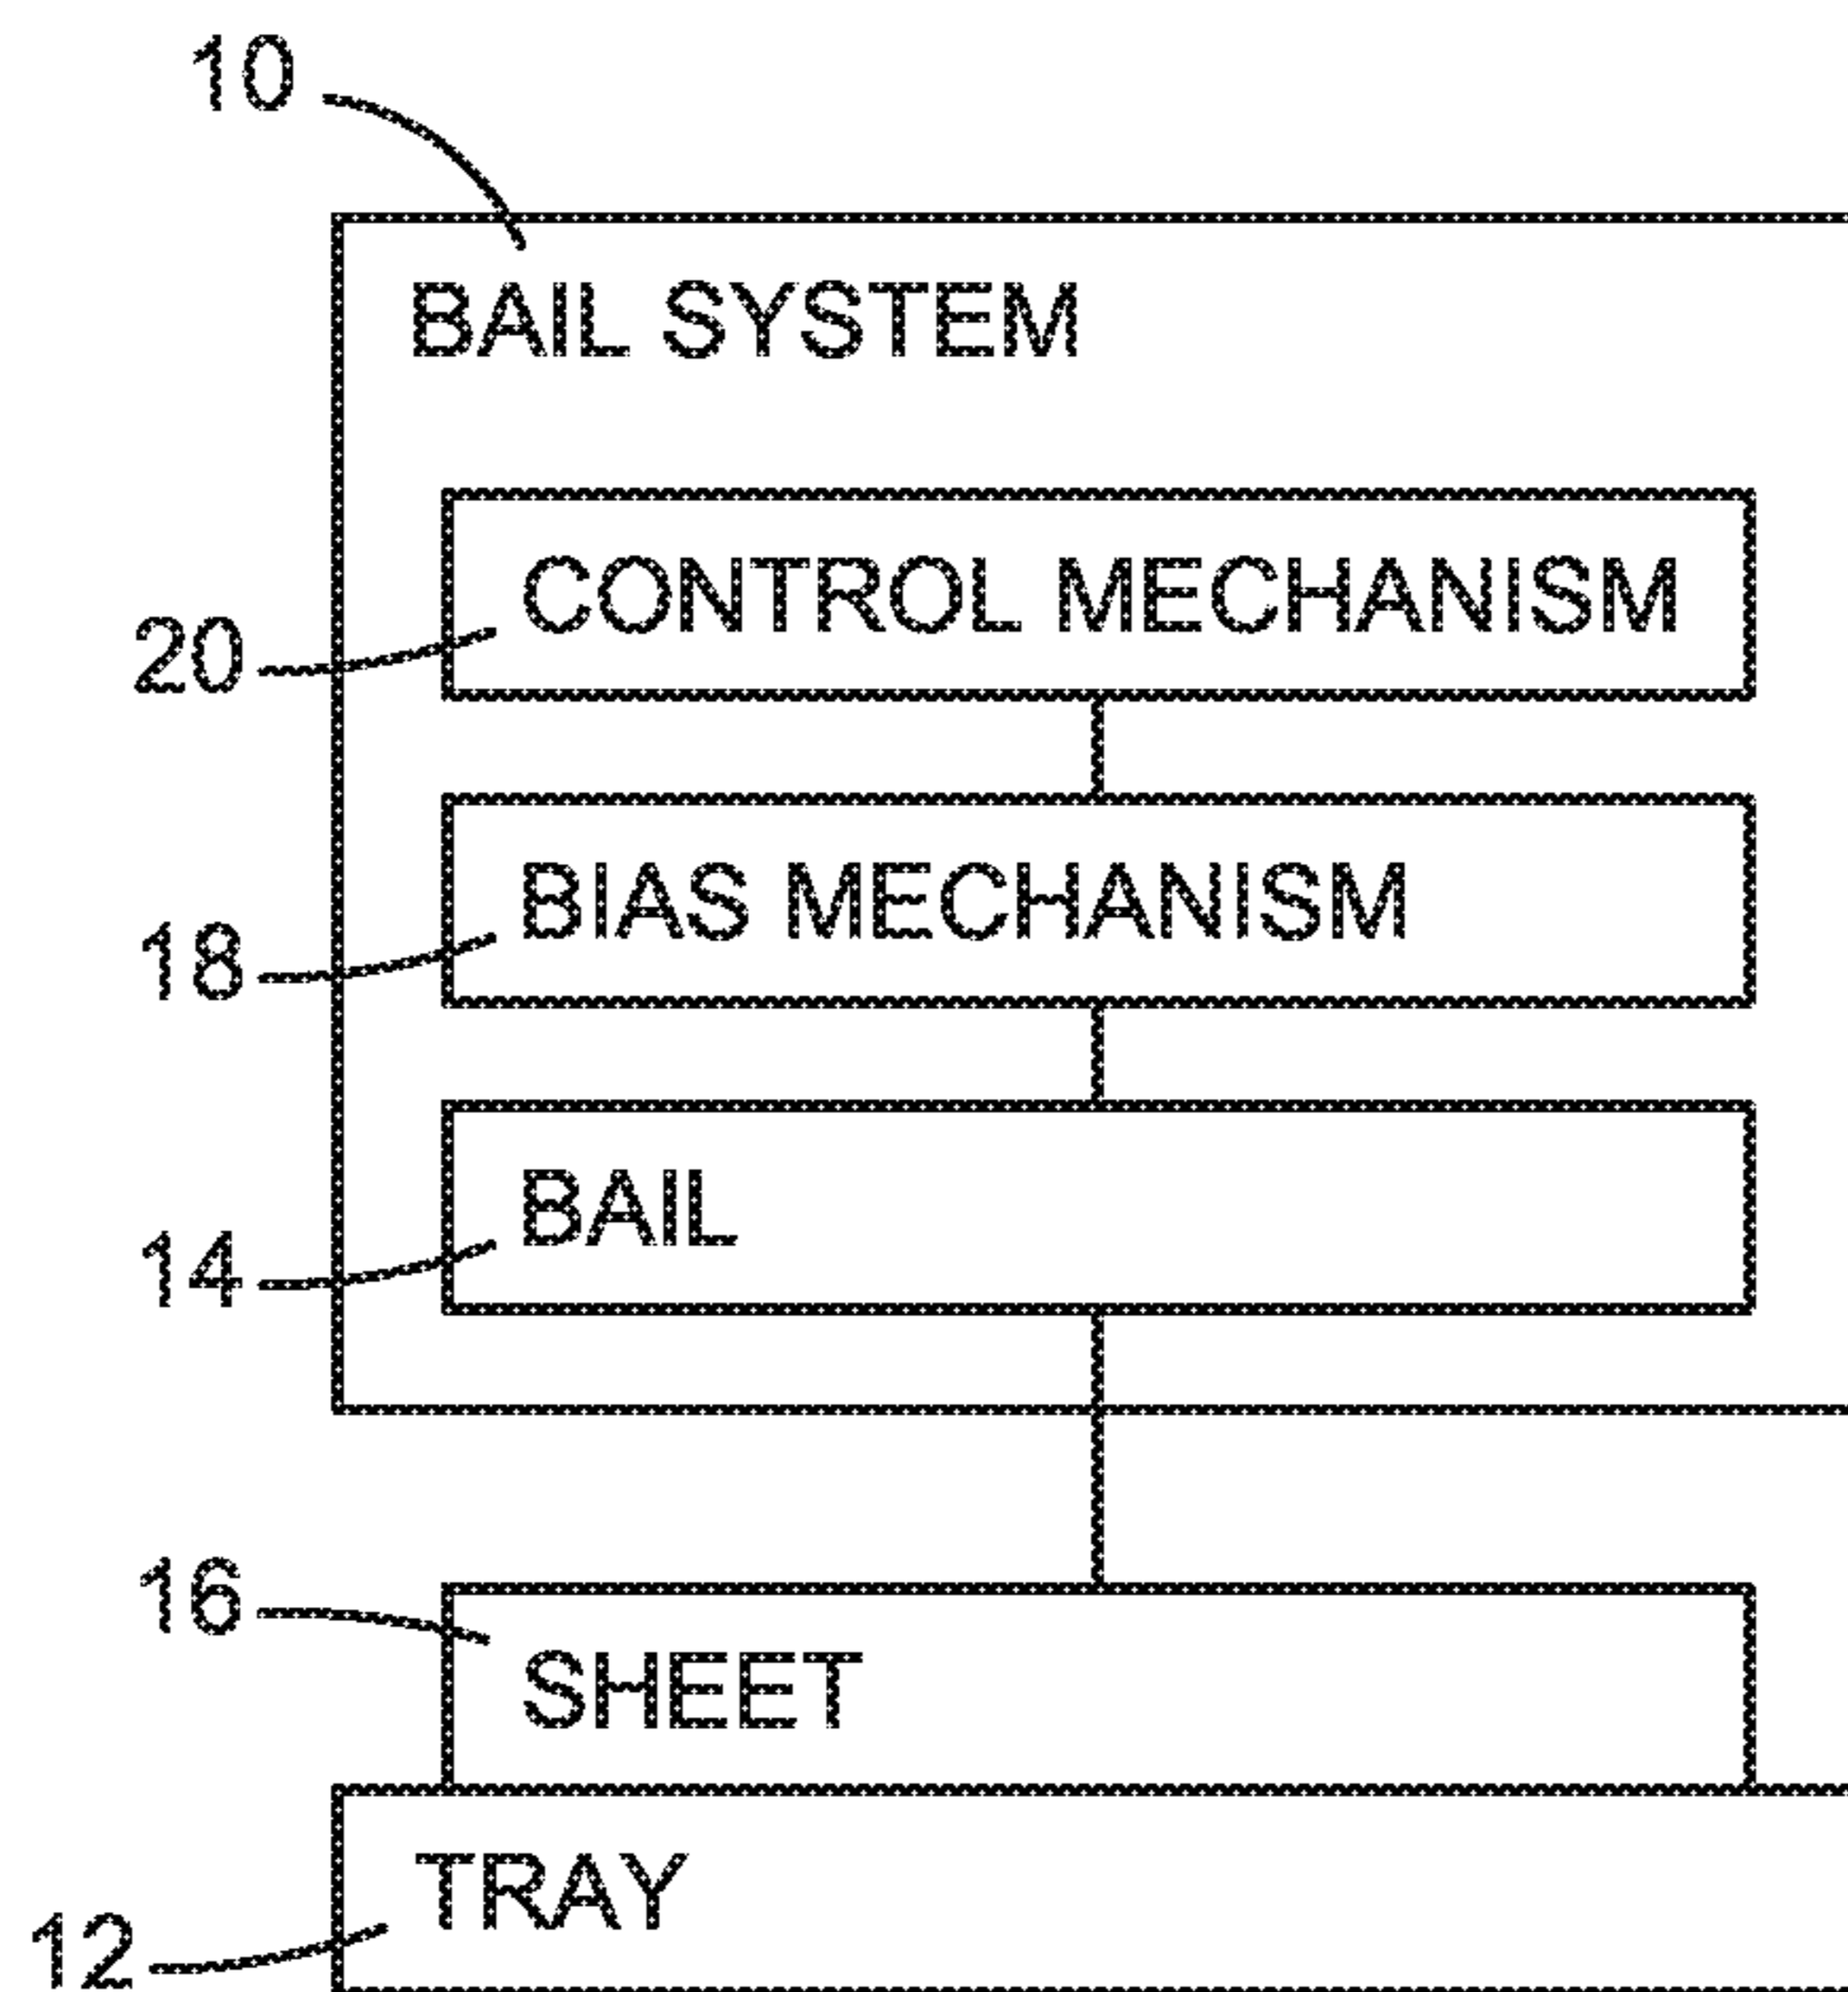 10
BAIL SYSTEM
CONTROL MECHANISM
20
BIAS MECHANISM
18
BAIL
14
16
SHEET
TRAY
12